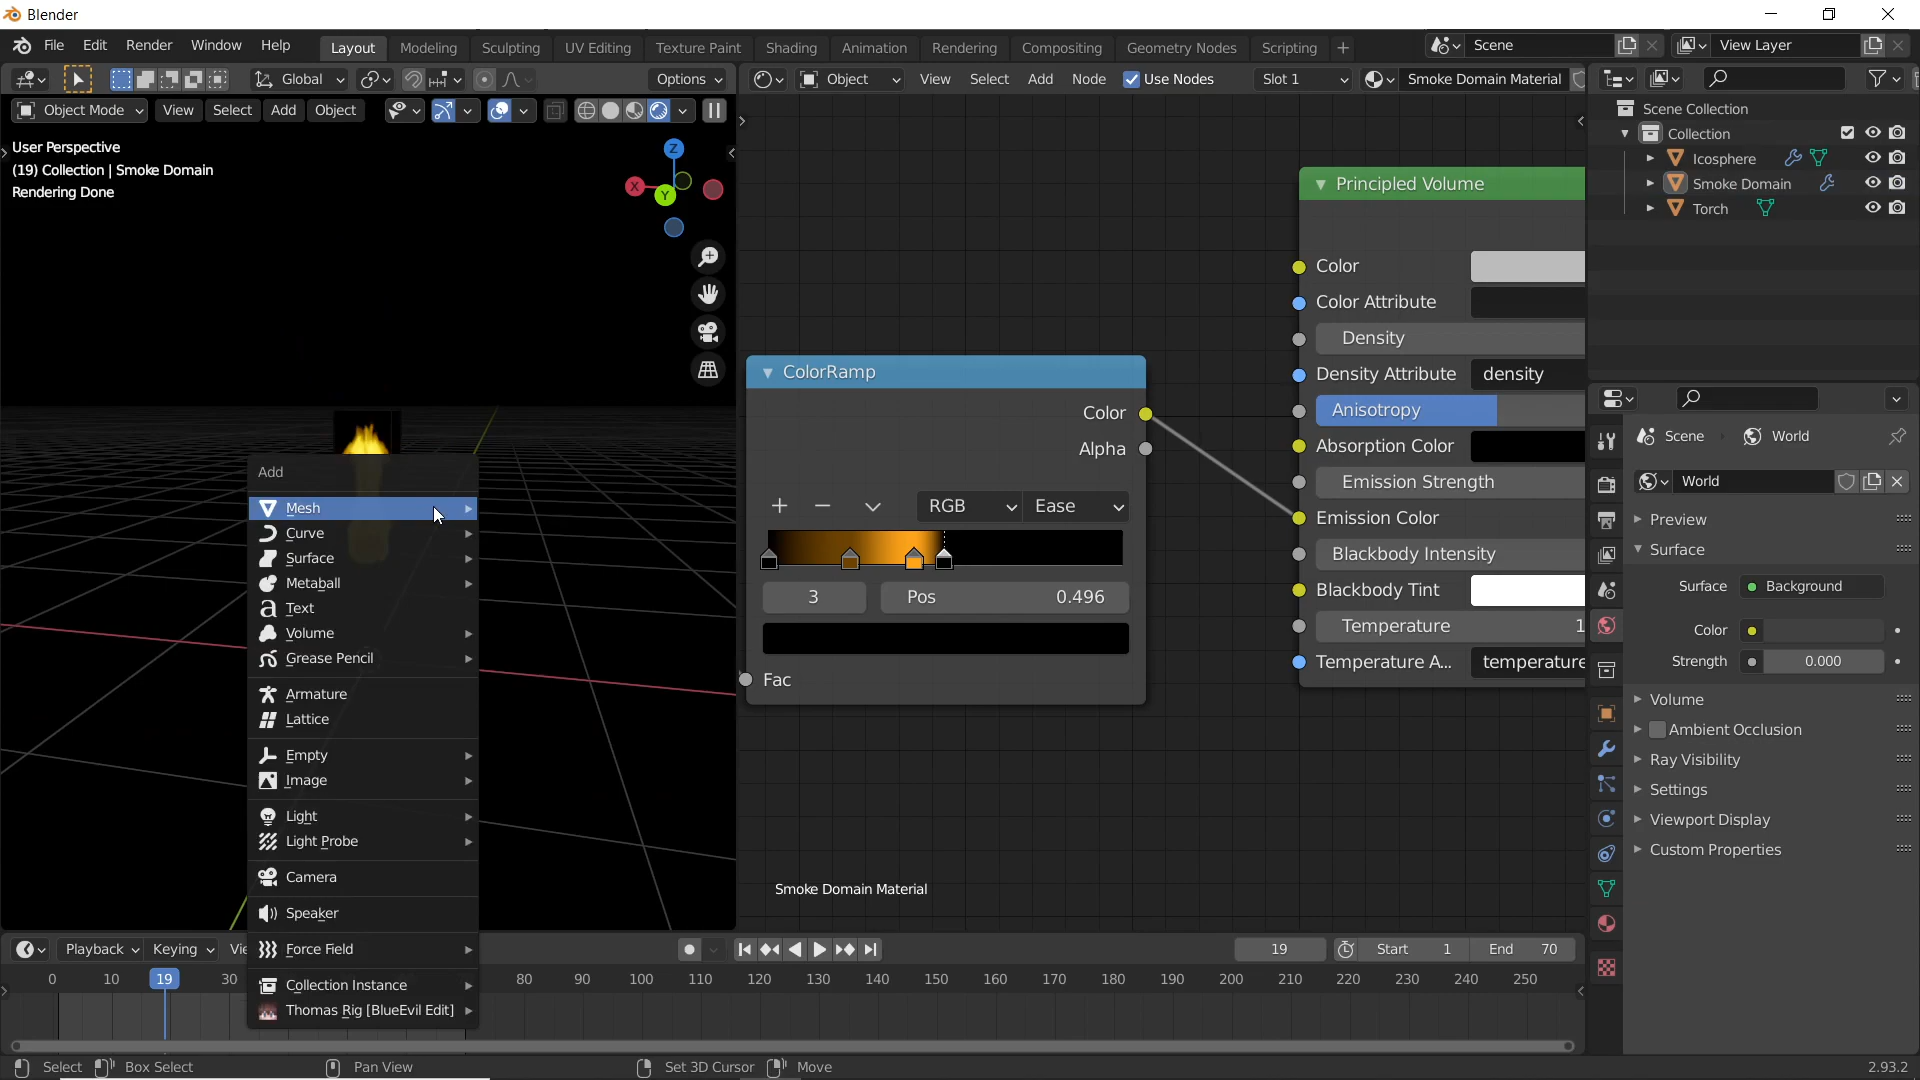 Blender
File Edit Render Window Help Layout Modeling Sculpting UV Editing Texture Paint Shading Animation Rendering Compositing Geometry Nodes Scripting + Scene View Layer
Global Options Object View Select Add Node Use Nodes Slot 1 Smoke Domain Material
Object Mode View Select Add Object
User Perspective
(19) Collection | Smoke Domain
Rendering Done
Z
X
Y
Scene Collection
Collection
Icosphere
Smoke Domain
Torch
Principled Volume
Color
Color Attribute
Density
Density Attribute density
Anisotropy
Absorption Color
Emission Strength
Emission Color
Blackbody Intensity
Blackbody Tint
Temperature 1
Temperature A... temperature
ColorRamp
Color
Alpha
RGB Ease
3 Pos 0.496
Fac
Smoke Domain Material
Add
Mesh
Curve
Surface
Metaball
Text
Volume
Grease Pencil
Armature
Lattice
Empty
Image
Light
Light Probe
Camera
Speaker
Force Field
Collection Instance
Thomas Rig [BlueEvil Edit]
Scene World
World
Preview
Surface
Surface Background
Color
Strength 0.000
Volume
Ambient Occlusion
Ray Visibility
Settings
Viewport Display
Custom Properties
Playback Keying Vie 19 Start 1 End 70
0 10 19 30 80 90 100 110 120 130 140 150 160 170 180 190 200 210 220 230 240 250
Select Box Select Pan View Set 3D Cursor Move 2.93.2